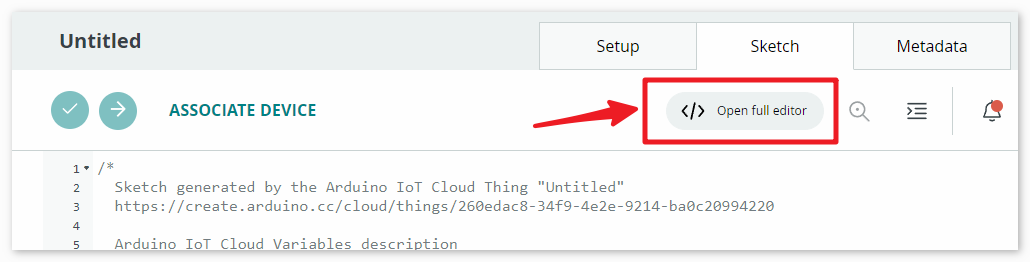 Untitled
Setup
Sketch
Metadata
ASSOCIATE DEVICE
</> Open full editor
1 /*
2 Sketch generated by the Arduino IoT Cloud Thing "Untitled"
3 https://create.arduino.cc/cloud/things/260edac8-34f9-4e2e-9214-ba0c20994220
4
5 Arduino IoT Cloud Variables description